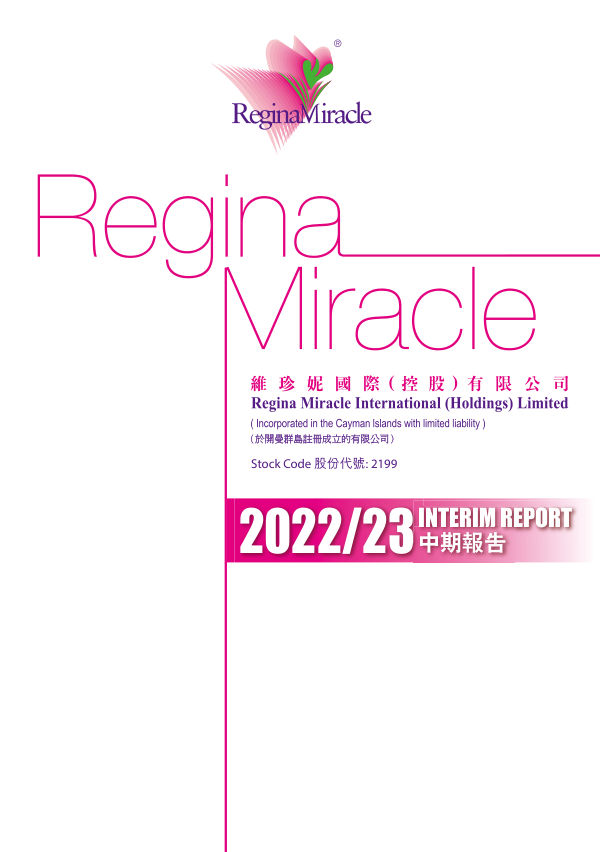 ®
ReginaMiracle
Regina
Miracle
維珍妮國際(控股)有限公司
Regina Miracle International (Holdings) Limited
( Incorporated in the Cayman Islands with limited liability )
(於開曼群島註冊成立的有限公司)
Stock Code 股份代號: 2199
2022/23 INTERIM REPORT
中期報告